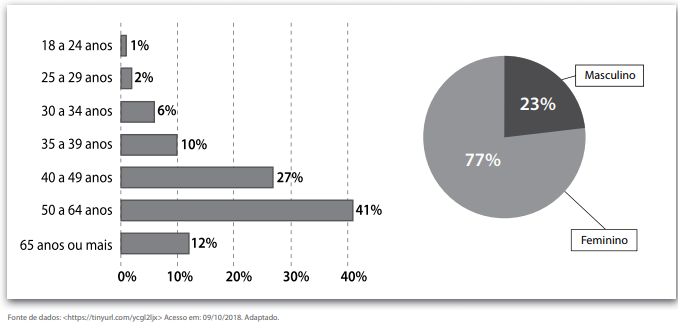 18 a 24 anos 1%
25 a 29 anos 2%
30 a 34 anos 6%
35 a 39 anos 10%
40 a 49 anos 27%
50 a 64 anos 41%
65 anos ou mais 12%
0% 10% 20% 30% 40%
Masculino
23%
77%
Feminino
Fonte de dados: <https://tinyurl.com/ycgl2ljx> Acesso em: 09/10/2018. Adaptado.